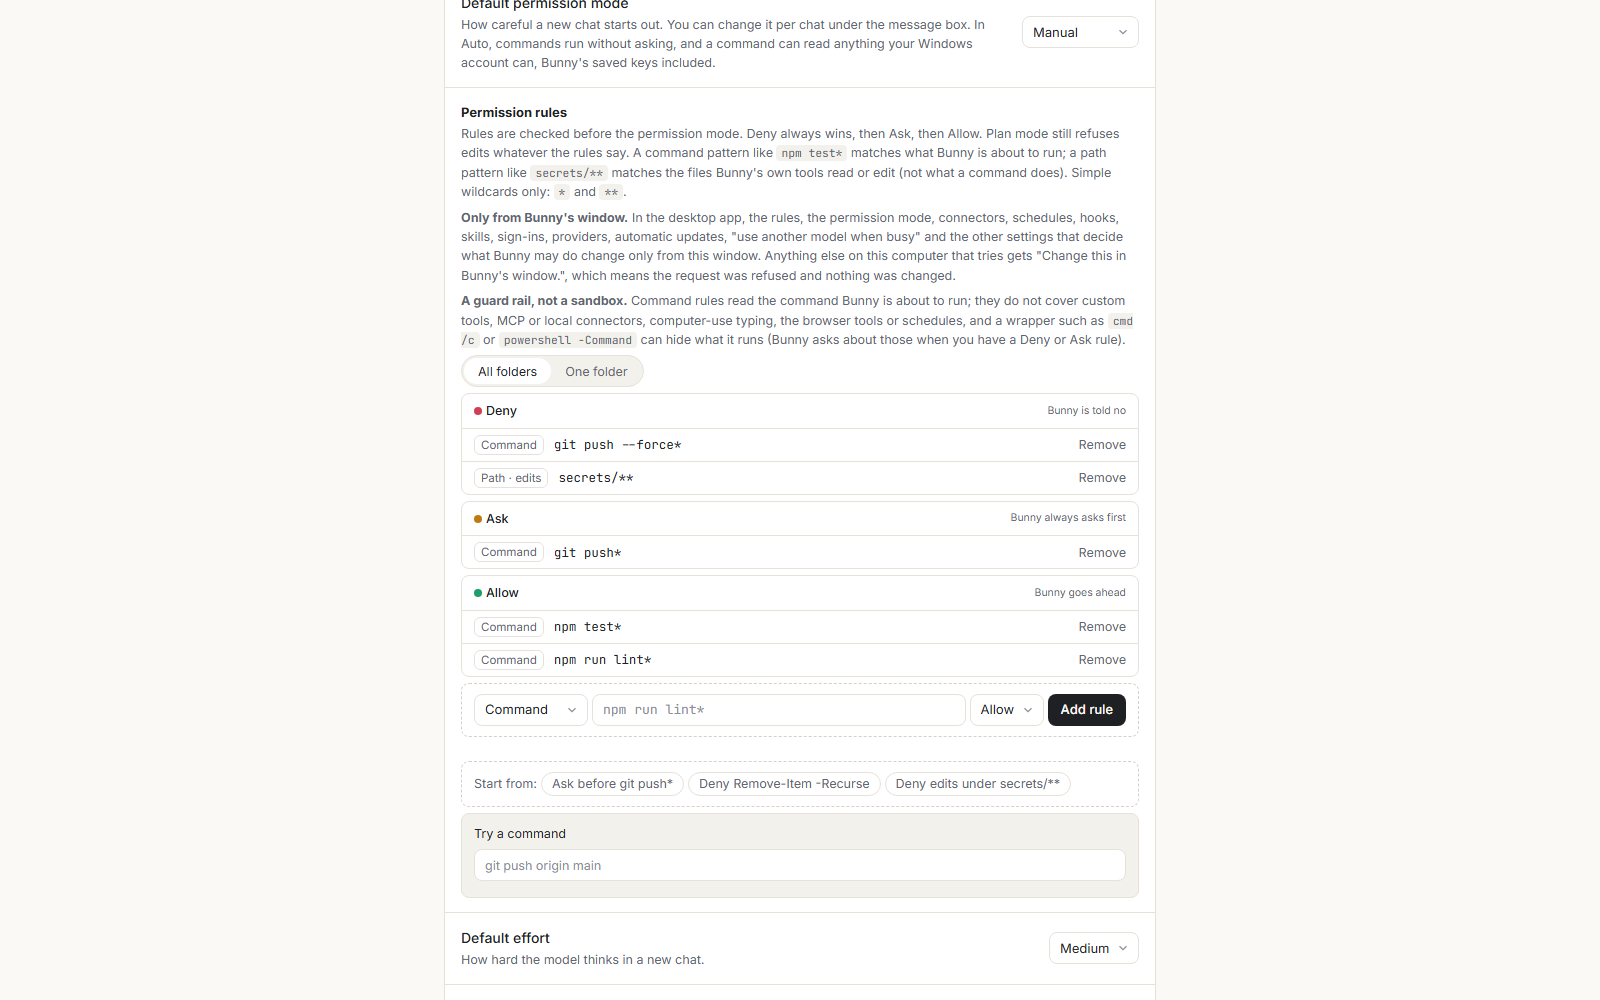 Default permission mode
How careful a new chat starts out. You can change it per chat under the message box. In
Auto, commands run without asking, and a command can read anything your Windows
account can, Bunny's saved keys included.
Manual
Permission rules
Rules are checked before the permission mode. Deny always wins, then Ask, then Allow. Plan mode still refuses
edits whatever the rules say. A command pattern like npm test* matches what Bunny is about to run; a path
pattern like secrets/** matches the files Bunny's own tools read or edit (not what a command does). Simple
wildcards only: * and **.
Only from Bunny's window. In the desktop app, the rules, the permission mode, connectors, schedules, hooks,
skills, sign-ins, providers, automatic updates, "use another model when busy" and the other settings that decide
what Bunny may do change only from this window. Anything else on this computer that tries gets "Change this in
Bunny's window.", which means the request was refused and nothing was changed.
A guard rail, not a sandbox. Command rules read the command Bunny is about to run; they do not cover custom
tools, MCP or local connectors, computer-use typing, the browser tools or schedules, and a wrapper such as cmd
/c or powershell -Command can hide what it runs (Bunny asks about those when you have a Deny or Ask rule).
All folders One folder
Deny Bunny is told no
Command git push --force* Remove
Path · edits secrets/** Remove
Ask Bunny always asks first
Command git push* Remove
Allow Bunny goes ahead
Command npm test* Remove
Command npm run lint* Remove
Command npm run lint* Allow Add rule
Start from: Ask before git push* Deny Remove-Item -Recurse Deny edits under secrets/**
Try a command
git push origin main
Default effort
How hard the model thinks in a new chat.
Medium